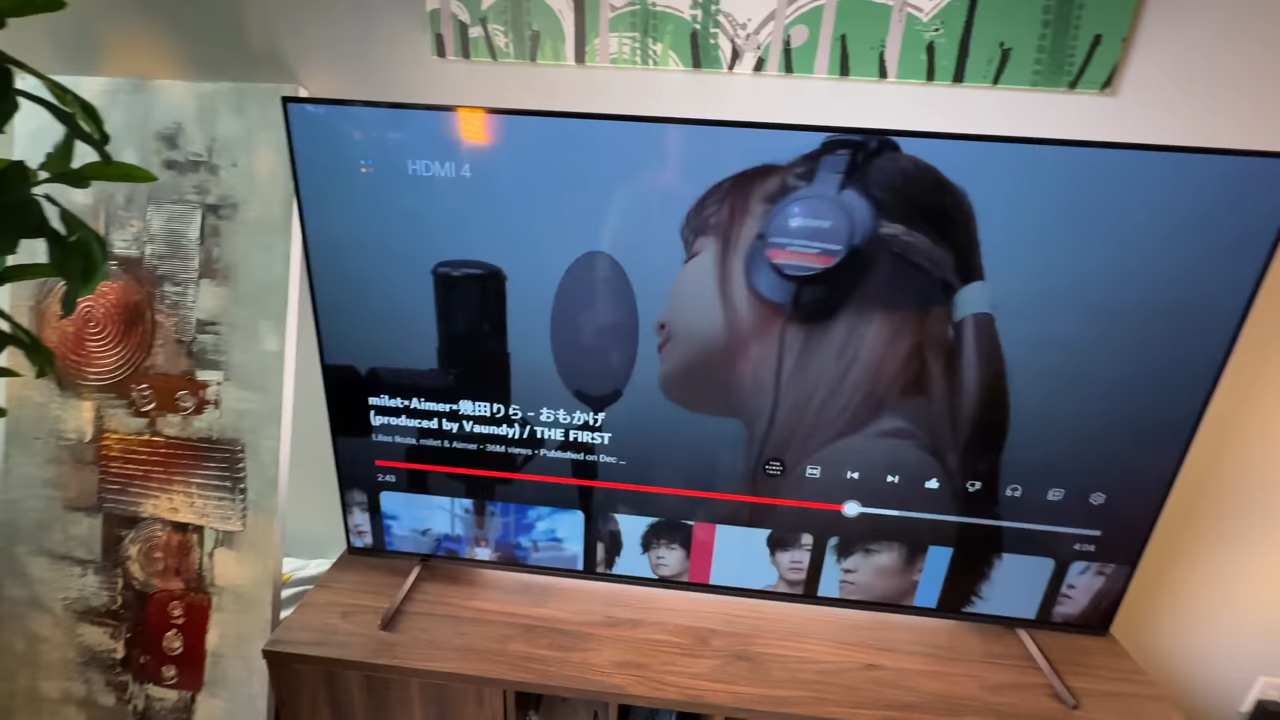 HDMI 4
milet×Aimer×幾田りら - おもかげ
(produced by Vaundy) / THE FIRST
Lilas Ikuta, milet & Aimer • 36M views • Published on Dec ...
2:43
4:04